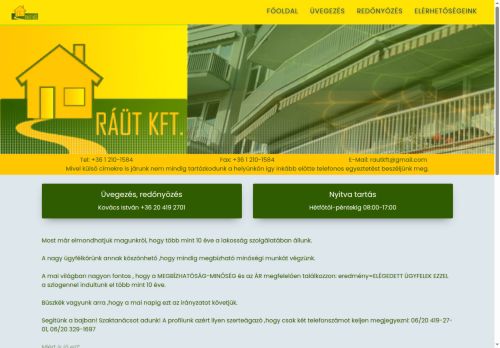 FŐOLDAL ÜVEGEZÉS REDŐNYÖZÉS ELÉRHETŐSÉGEINK
RÁÚT KFT.
Tel: +36 1 210-1584 Fax: +36 1 210-1584 E-Mail: rautkft@gmail.com
Mivel külső címekre is járunk nem mindig tartózkodunk a helyünkön így inkább előtte telefonos egyeztetést beszéljünk meg.
Üvegezés, redőnyözés
Kovács István +36 20 419 2701
Nyitva tartás
Hétfőtől-péntekig 08:00-17:00
Most már elmondhatjuk magunkról, hogy több mint 10 éve a lakosság szolgálatában állunk.
A nagy ügyfélkörünk annak köszönhető ,hogy mindig megbízható minőségi munkát végzünk.
A mai világban nagyon fontos , hogy a MEGBÍZHATÓSÁG-MINŐSÉG és az ÁR megfelelően találkozzon: eredmény=ELÉGEDETT ÜGYFELEK EZZEL
a szlogennel indultunk el több mint 10 éve.
Büszkék vagyunk arra ,hogy a mai napig ezt az irányzatot követjük.
Segítünk a bajban! Szaktanácsot adunk! A profilunk azért ilyen szerteágazó ,hogy csak két telefonszámot keljen megjegyezni: 06/20 419-27-
01, 06/20 329-1697
Miért is jó ez?